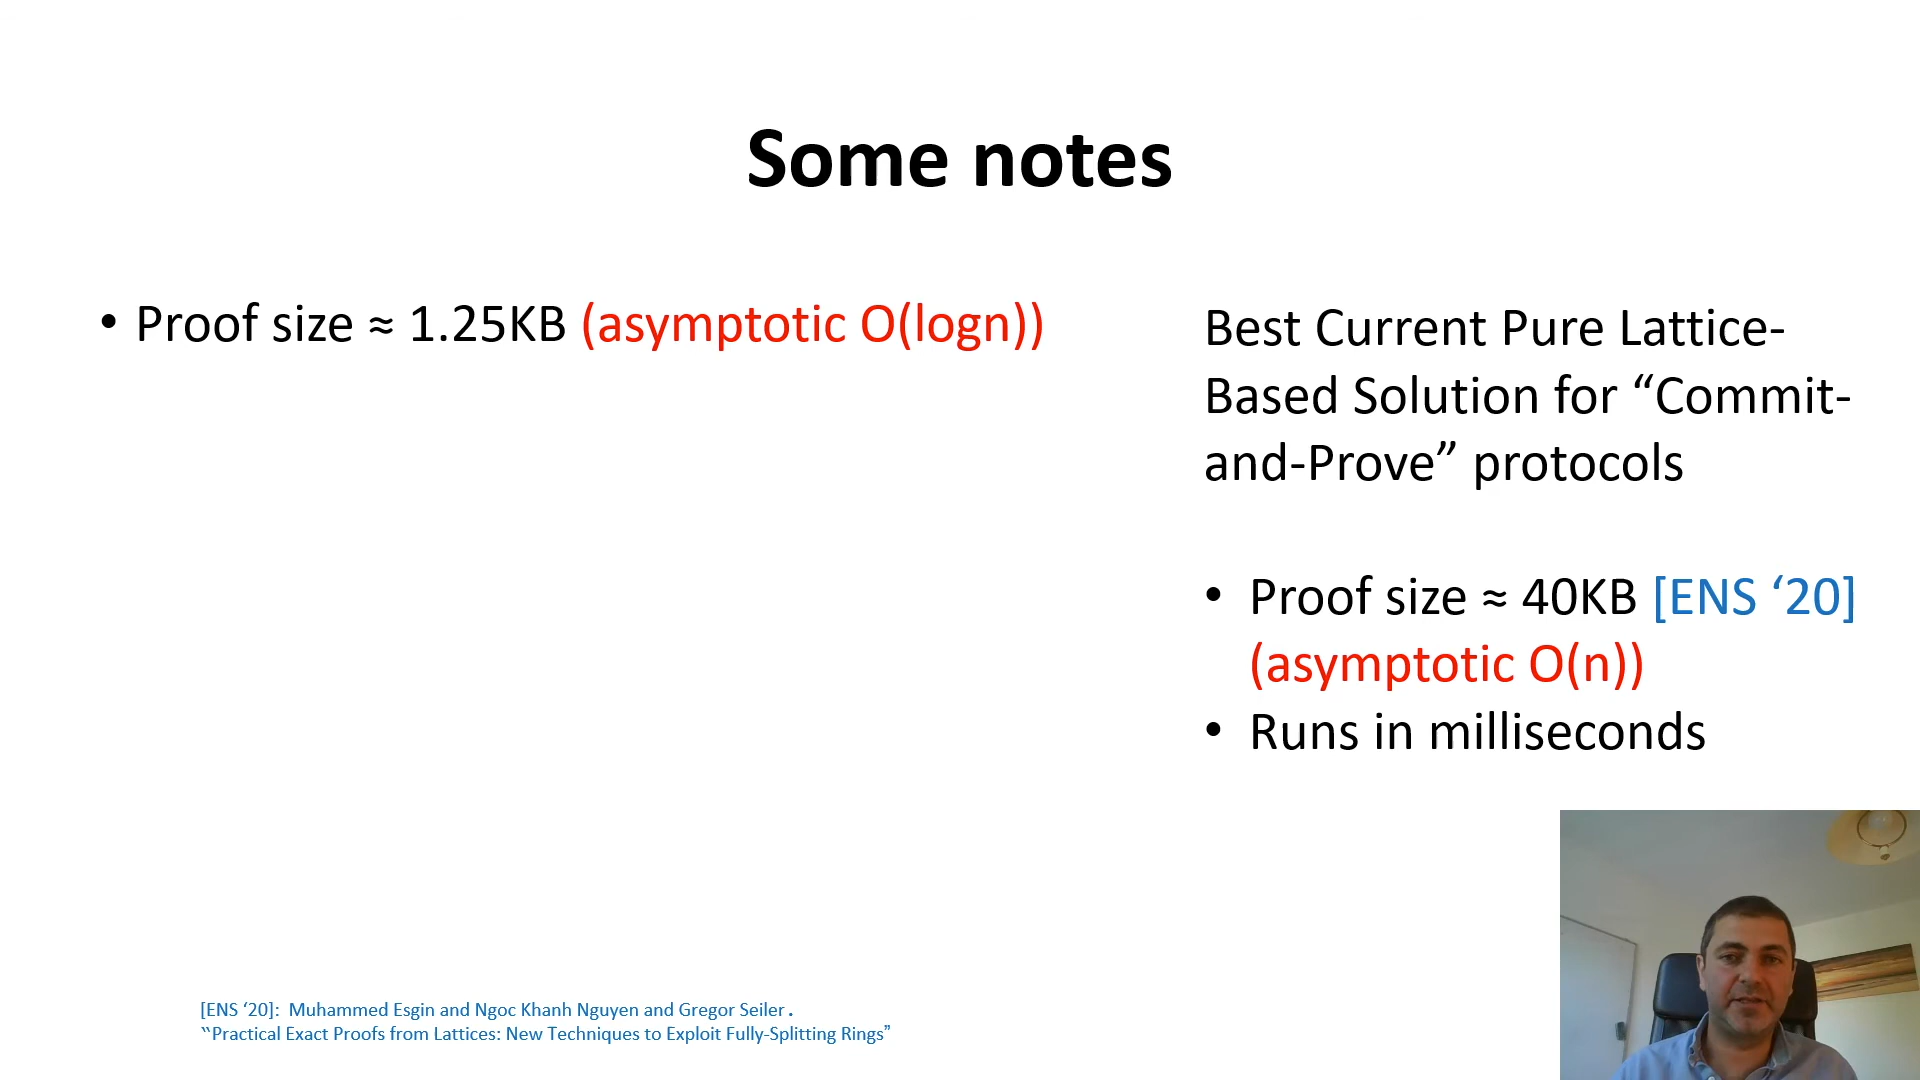 Some notes
• Proof size ≈ 1.25KB (asymptotic O(logn))
Best Current Pure Lattice-
Based Solution for “Commit-
and-Prove” protocols
• Proof size ≈ 40KB [ENS ‘20]
(asymptotic O(n))
• Runs in milliseconds
[ENS ‘20]: Muhammed Esgin and Ngoc Khanh Nguyen and Gregor Seiler.
“Practical Exact Proofs from Lattices: New Techniques to Exploit Fully-Splitting Rings”